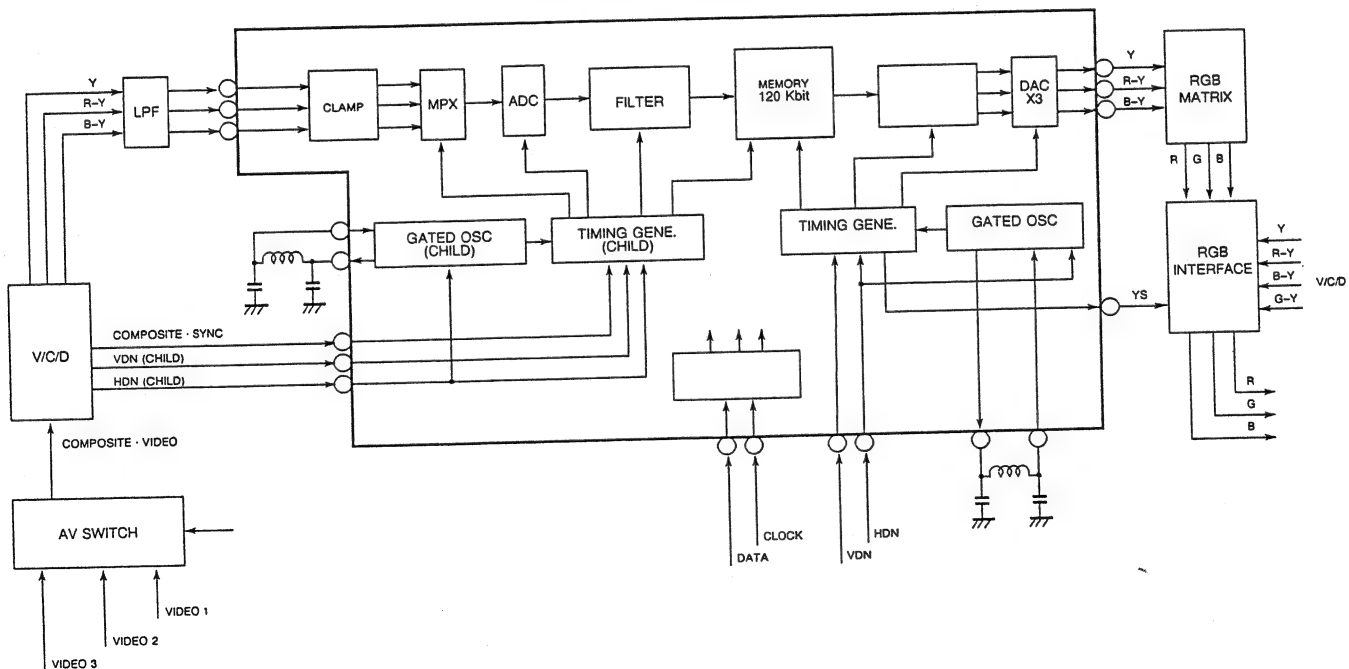 Y
R-Y
B-Y
LPF
CLAMP
MPX
ADC
FILTER
MEMORY
120 Kbit
DAC
X3
Y
R-Y
B-Y
RGB
MATRIX
R
G
B
GATED OSC
(CHILD)
TIMING GENE.
(CHILD)
TIMING GENE.
GATED OSC
RGB
INTERFACE
Y
R-Y
B-Y
G-Y
V/C/D
YS
V/C/D
COMPOSITE · SYNC
VDN (CHILD)
HDN (CHILD)
R
G
B
COMPOSITE · VIDEO
AV SWITCH
DATA
CLOCK
VDN
HDN
VIDEO 1
VIDEO 2
VIDEO 3